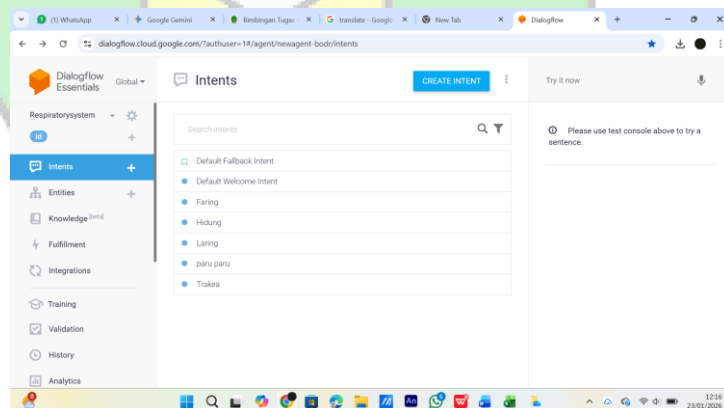 (1) WhatsApp
Google Gemini
Bimbingan Tugas
translate - Google
New Tab
Dialogflow
dialogflow.cloud.google.com/?authuser=1#/agent/newagent-bodr/intents
Dialogflow
Essentials
Global
Intents
CREATE INTENT
Try it now
Respiratorysystem
id
Search intents
Please use test console above to try a
sentence.
Intents
Entities
Knowledge [beta]
Fulfillment
Integrations
Training
Validation
History
Analytics
Default Fallback Intent
Default Welcome Intent
Faring
Hidung
Laring
paru paru
Trakea
An
12:16
23/01/2026